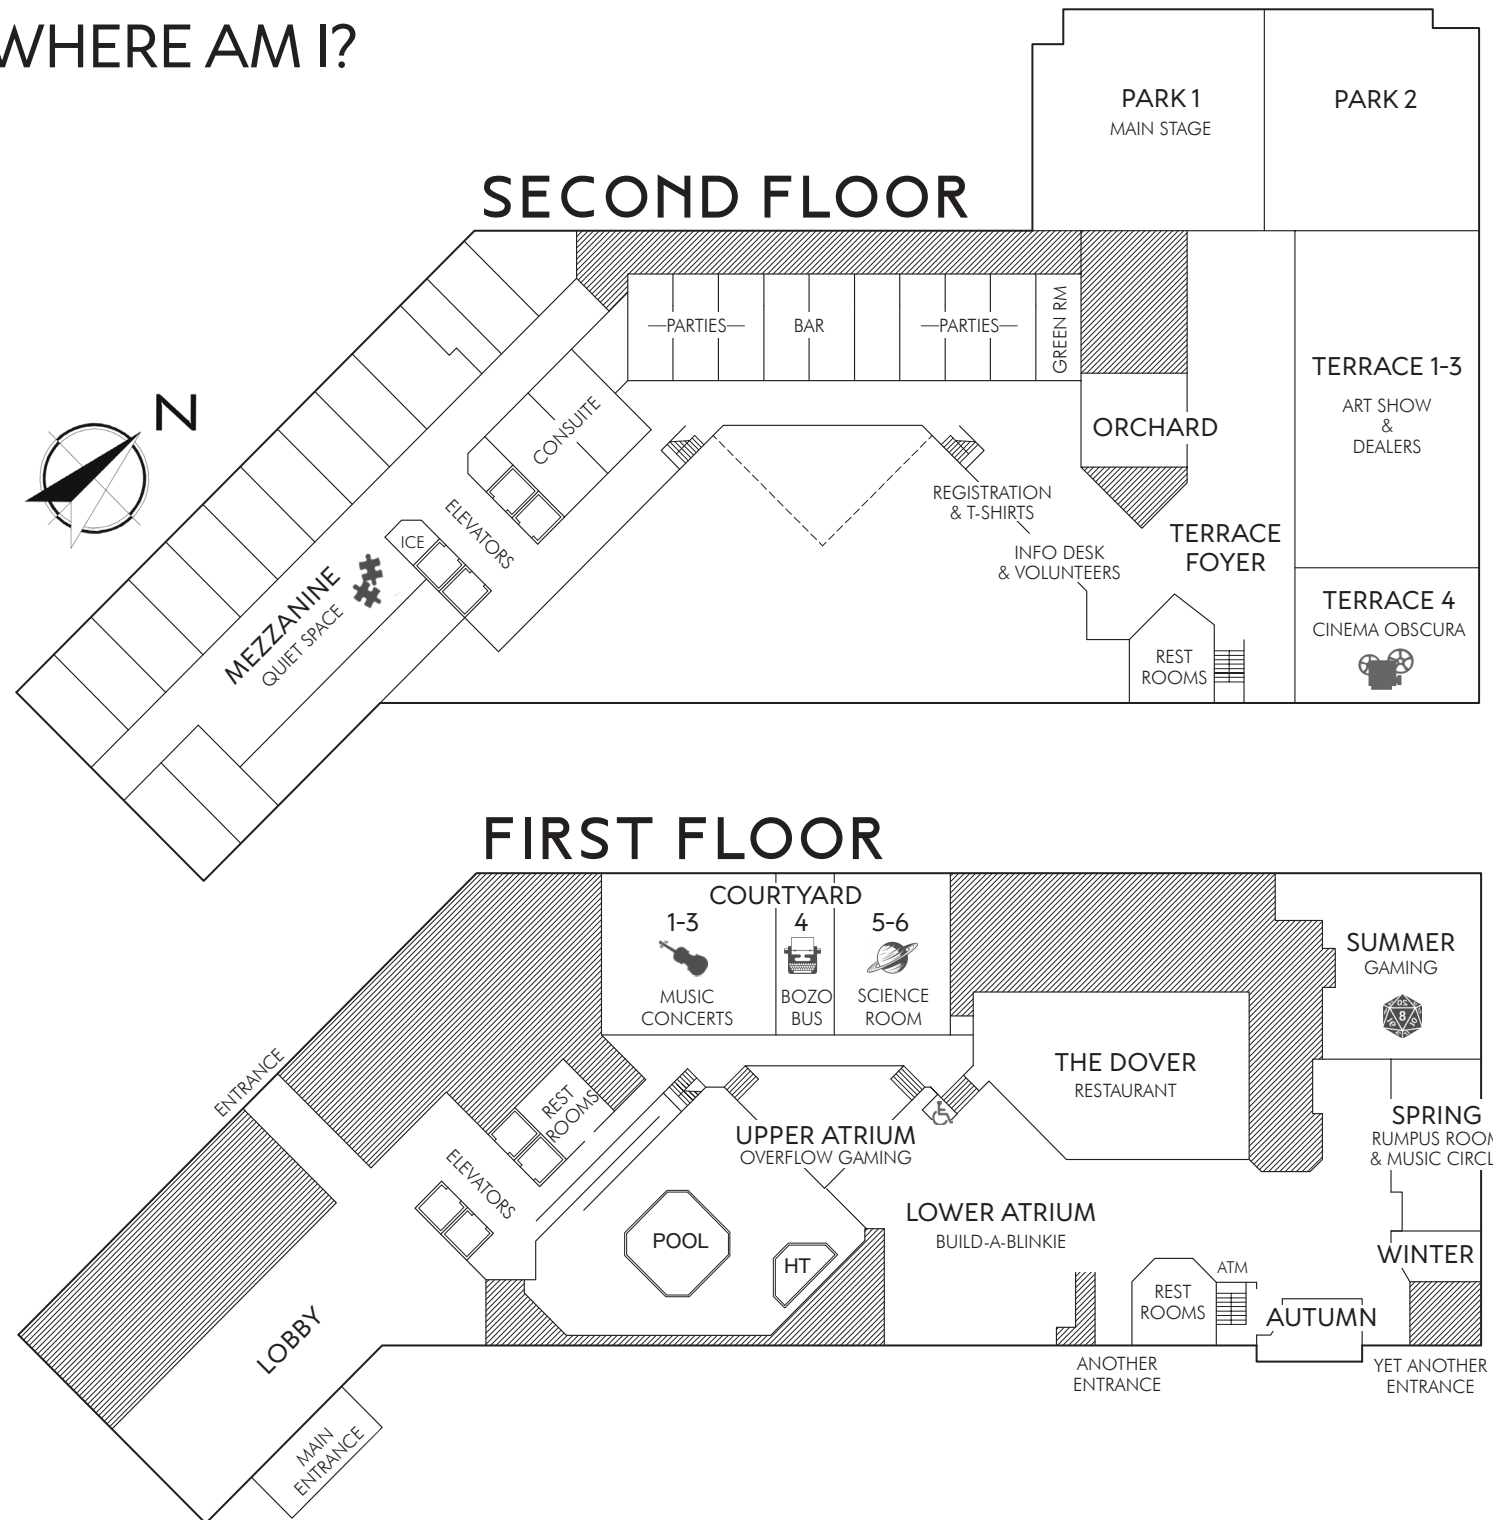 WHERE AM I?
PARK 1
MAIN STAGE
PARK 2
SECOND FLOOR
PARTIES
BAR
PARTIES
GREEN RM
TERRACE 1-3
ART SHOW
&
DEALERS
N
CONSUITE
ORCHARD
ELEVATORS
ICE
REGISTRATION
& T-SHIRTS
INFO DESK
& VOLUNTEERS
TERRACE
FOYER
MEZZANINE
QUIET SPACE
TERRACE 4
CINEMA OBSCURA
REST
ROOMS
FIRST FLOOR
COURTYARD
1-3
4
5-6
MUSIC
CONCERTS
BOZO
BUS
SCIENCE
ROOM
SUMMER
GAMING
20
8
ENTRANCE
REST
ROOMS
THE DOVER
RESTAURANT
SPRING
RUMPUS ROOM
& MUSIC CIRCL
UPPER ATRIUM
OVERFLOW GAMING
ELEVATORS
LOWER ATRIUM
BUILD-A-BLINKIE
POOL
HT
WINTER
ATM
REST
ROOMS
AUTUMN
LOBBY
ANOTHER
ENTRANCE
YET ANOTHER
ENTRANCE
MAIN
ENTRANCE